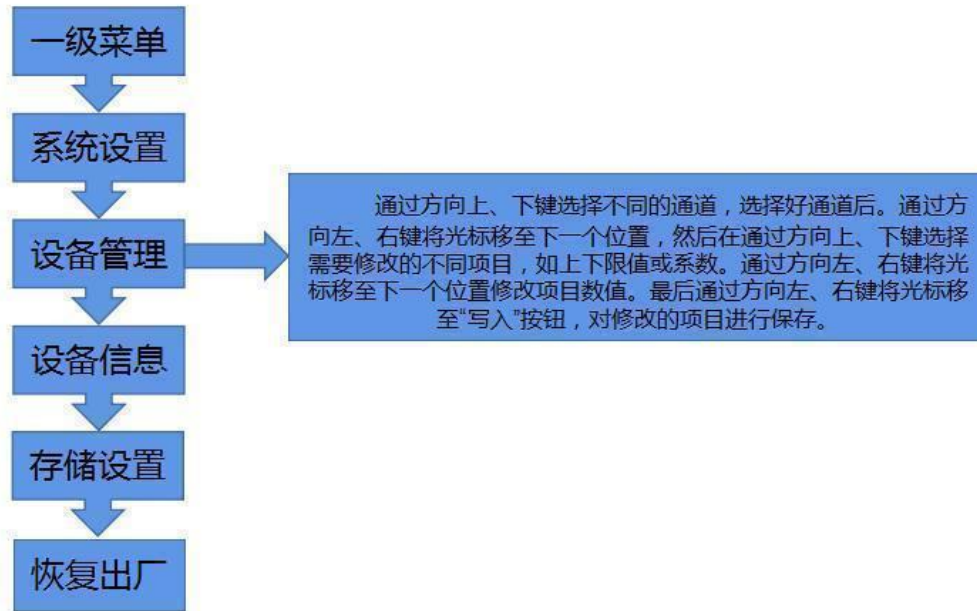 一级菜单
系统设置
设备管理
通过方向上、下键选择不同的通道，选择好通道后。通过方
向左、右键将光标移至下一个位置，然后在通过方向上、下键选择
需要修改的不同项目，如上下限值或系数。通过方向左、右键将光
标移至下一个位置修改项目数值。最后通过方向左、右键将光标移
至“写入”按钮，对修改的项目进行保存。
设备信息
存储设置
恢复出厂